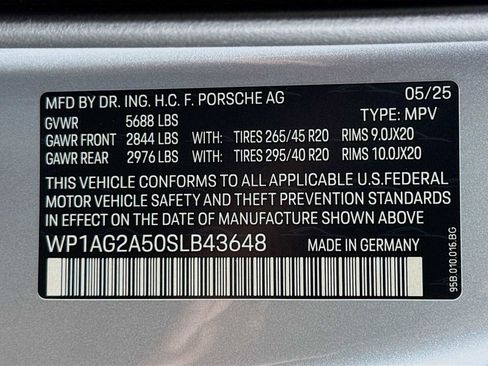 MFD BY DR. ING. H.C. F. PORSCHE AG 05/25
GVWR 5688 LBS TYPE: MPV
GAWR FRONT 2844 LBS WITH: TIRES 265/45 R20 RIMS 9.0JX20
GAWR REAR 2976 LBS WITH: TIRES 295/40 R20 RIMS 10.0JX20
THIS VEHICLE CONFORMS TO ALL APPLICABLE U.S.FEDERAL
MOTOR VEHICLE SAFETY AND THEFT PREVENTION STANDARDS
IN EFFECT ON THE DATE OF MANUFACTURE SHOWN ABOVE.
WP1AG2A50SLB43648 MADE IN GERMANY
95B.010.016.BG